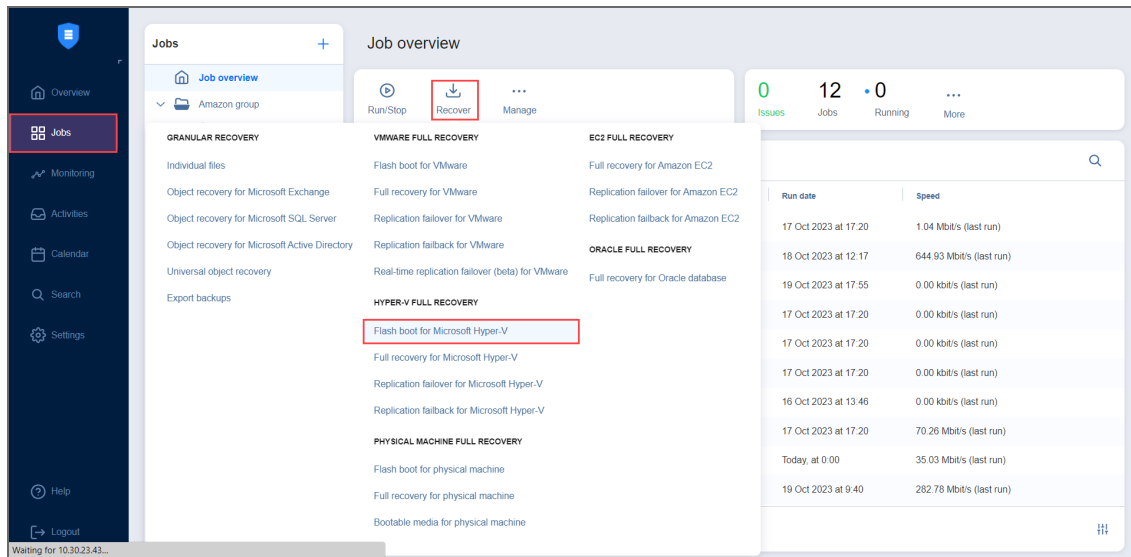 Overview
Jobs
Monitoring
Activities
Calendar
Search
Settings
Help
Logout
Waiting for 10.30.23.43...
Jobs +
Job overview
Amazon group
Job overview
Run/Stop
Recover
Manage
0
Issues
12
Jobs
0
Running
More
GRANULAR RECOVERY
Individual files
Object recovery for Microsoft Exchange
Object recovery for Microsoft SQL Server
Object recovery for Microsoft Active Directory
Universal object recovery
Export backups
VMWARE FULL RECOVERY
Flash boot for VMware
Full recovery for VMware
Replication failover for VMware
Replication failback for VMware
Real-time replication failover (beta) for VMware
HYPER-V FULL RECOVERY
Flash boot for Microsoft Hyper-V
Full recovery for Microsoft Hyper-V
Replication failover for Microsoft Hyper-V
Replication failback for Microsoft Hyper-V
PHYSICAL MACHINE FULL RECOVERY
Flash boot for physical machine
Full recovery for physical machine
Bootable media for physical machine
EC2 FULL RECOVERY
Full recovery for Amazon EC2
Replication failover for Amazon EC2
Replication failback for Amazon EC2
ORACLE FULL RECOVERY
Full recovery for Oracle database
Run date Speed
17 Oct 2023 at 17:20 1.04 Mbit/s (last run)
18 Oct 2023 at 12:17 644.93 Mbit/s (last run)
19 Oct 2023 at 17:55 0.00 kbit/s (last run)
17 Oct 2023 at 17:20 0.00 kbit/s (last run)
17 Oct 2023 at 17:20 0.00 kbit/s (last run)
17 Oct 2023 at 17:20 0.00 kbit/s (last run)
16 Oct 2023 at 13:46 0.00 kbit/s (last run)
17 Oct 2023 at 17:20 70.26 Mbit/s (last run)
Today, at 0:00 35.03 Mbit/s (last run)
19 Oct 2023 at 9:40 282.78 Mbit/s (last run)